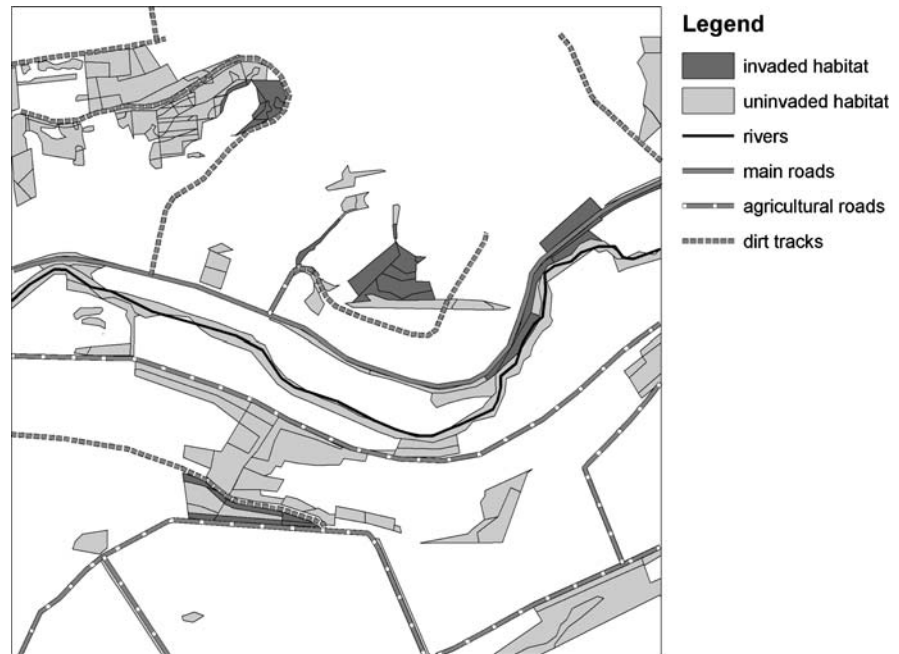 Legend
invaded habitat
uninvaded habitat
rivers
main roads
agricultural roads
dirt tracks